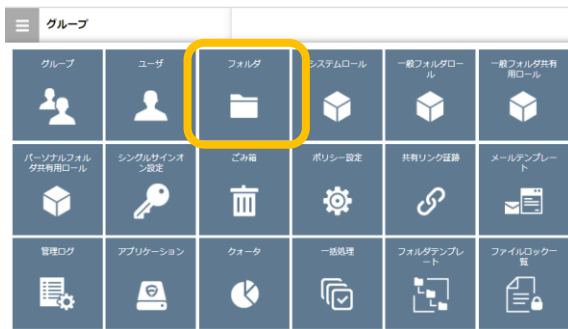 グループ
グループ
ユーザ
フォルダ
システムロール
一般フォルダロー
ル
一般フォルダ共有
用ロール
パーソナルフォル
ダ共有用ロール
シングルサインオ
ン設定
ごみ箱
ポリシー設定
共有リンク証跡
メールテンプレー
ト
管理ログ
アプリケーション
クォータ
一括処理
フォルダテンプレ
ート
ファイルロック一
覧